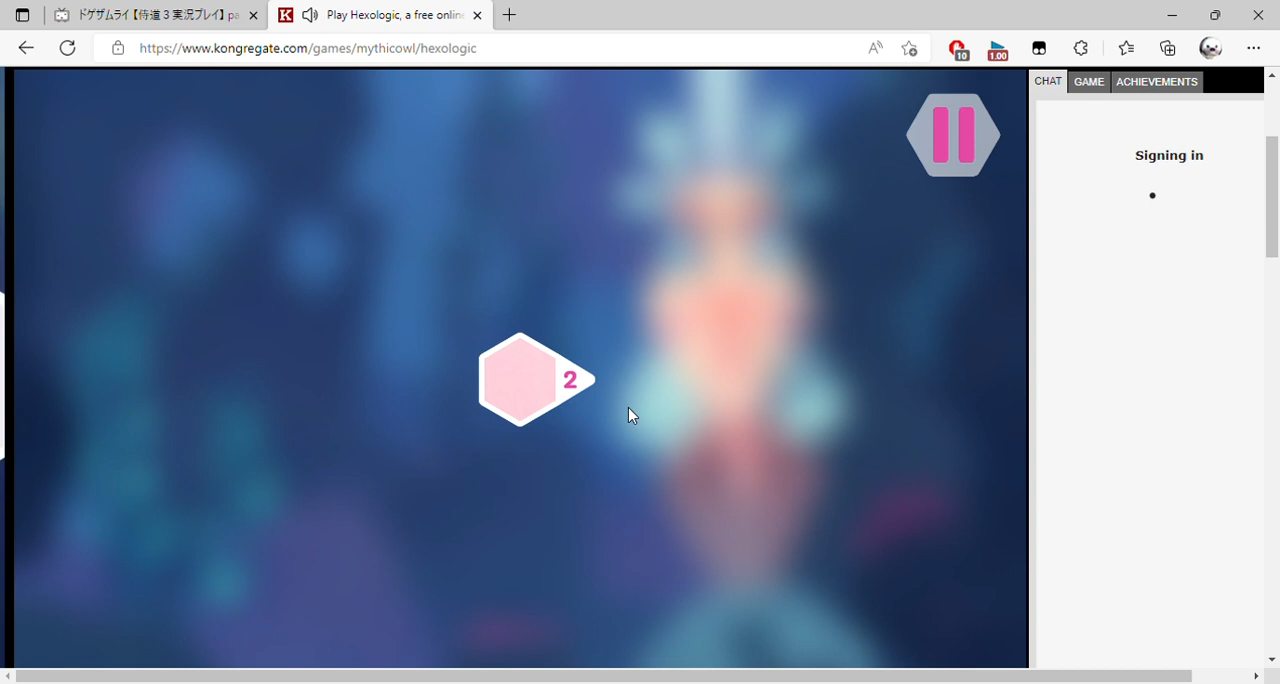 ドゲザムライ【侍道３実況プレイ】pa
Play Hexologic, a free online
https://www.kongregate.com/games/mythicowl/hexologic
10
1.00
CHAT GAME ACHIEVEMENTS
Signing in
2